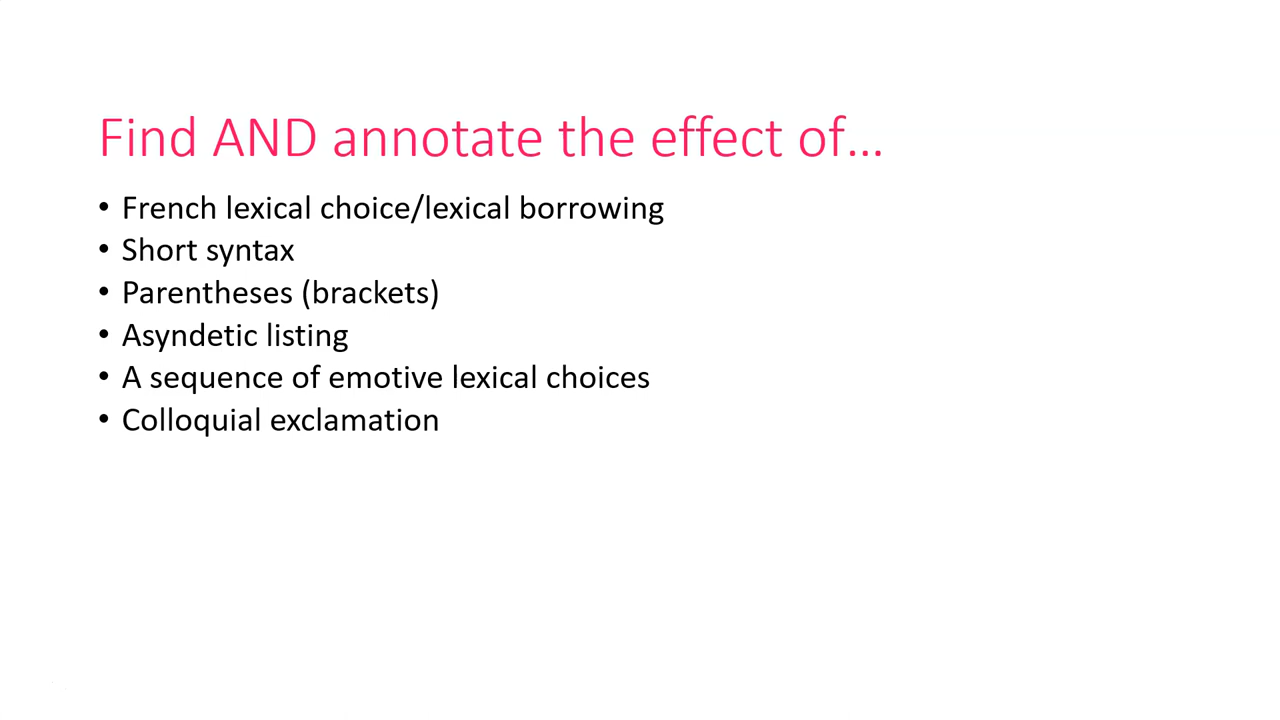 Find AND annotate the effect of...
• French lexical choice/lexical borrowing
• Short syntax
• Parentheses (brackets)
• Asyndetic listing
• A sequence of emotive lexical choices
• Colloquial exclamation